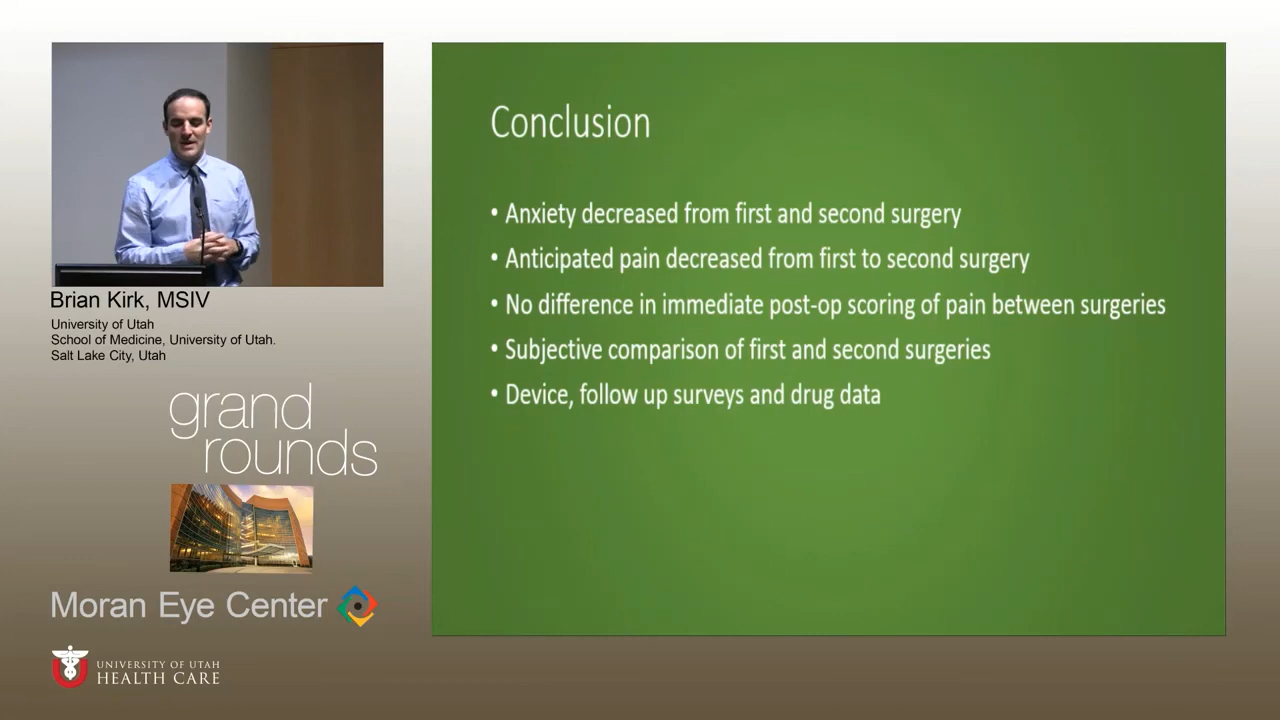 Brian Kirk, MSIV
University of Utah
School of Medicine, University of Utah.
Salt Lake City, Utah
grand
rounds
Moran Eye Center
UNIVERSITY OF UTAH
HEALTH CARE
Conclusion
• Anxiety decreased from first and second surgery
• Anticipated pain decreased from first to second surgery
• No difference in immediate post-op scoring of pain between surgeries
• Subjective comparison of first and second surgeries
• Device, follow up surveys and drug data